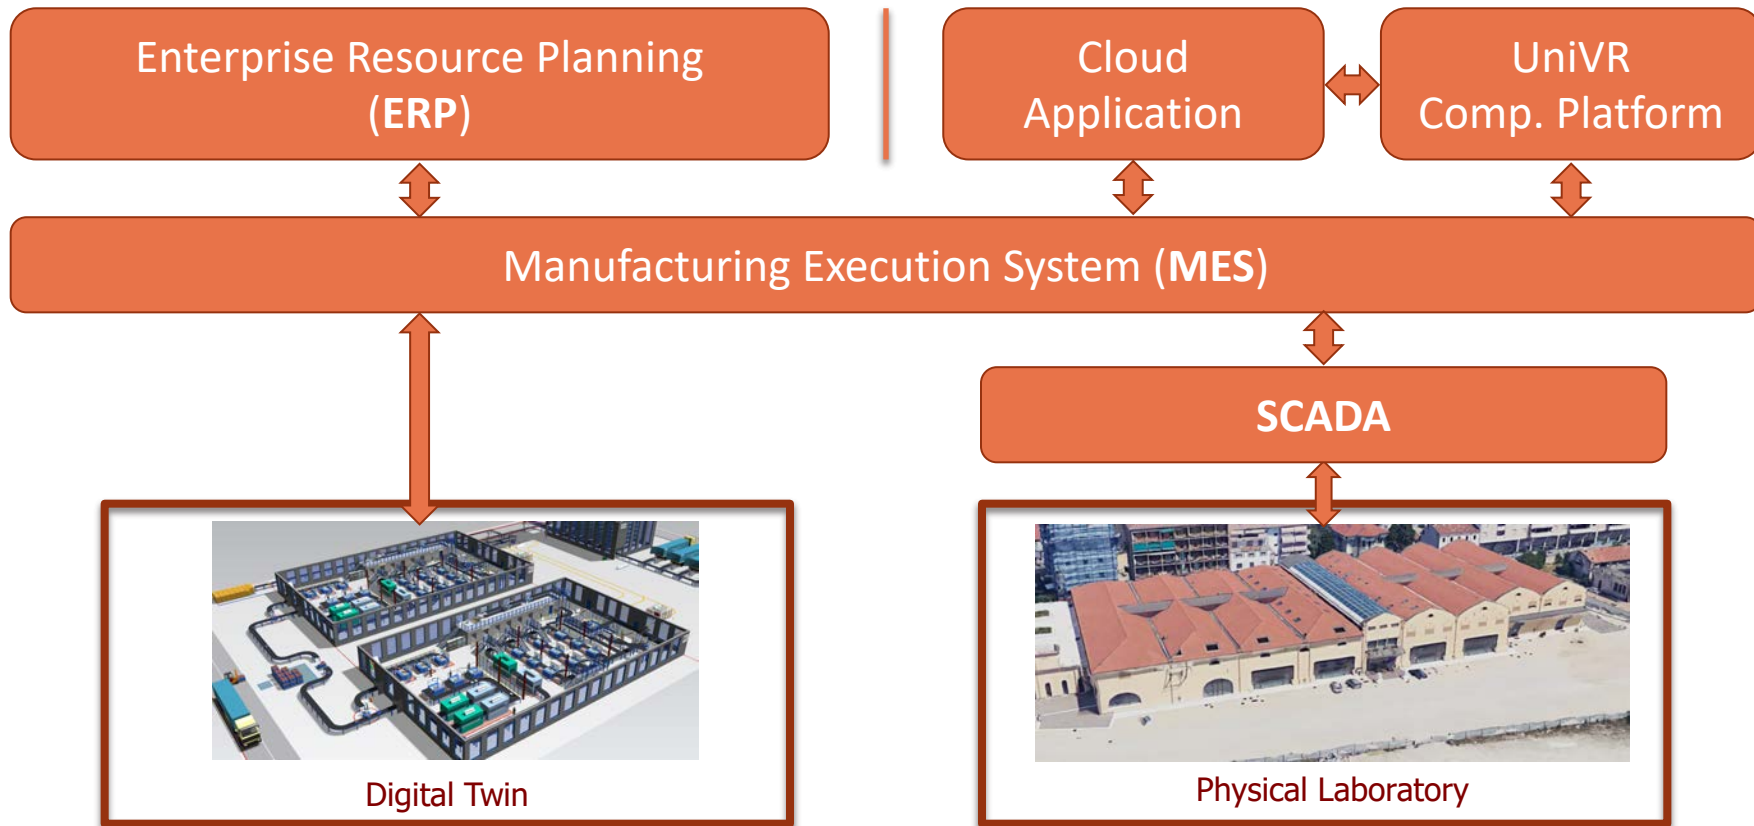 Enterprise Resource Planning
(ERP)
Cloud
Application
UniVR
Comp. Platform
Manufacturing Execution System (MES)
SCADA
Digital Twin
Physical Laboratory